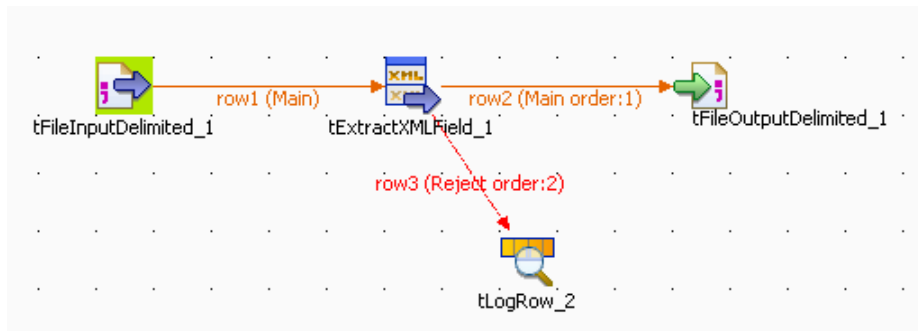 row1 (Main)
row2 (Main order:1)
tFileInputDelimited_1
tExtractXMLField_1
tFileOutputDelimited_1
row3 (Reject order:2)
tLogRow_2